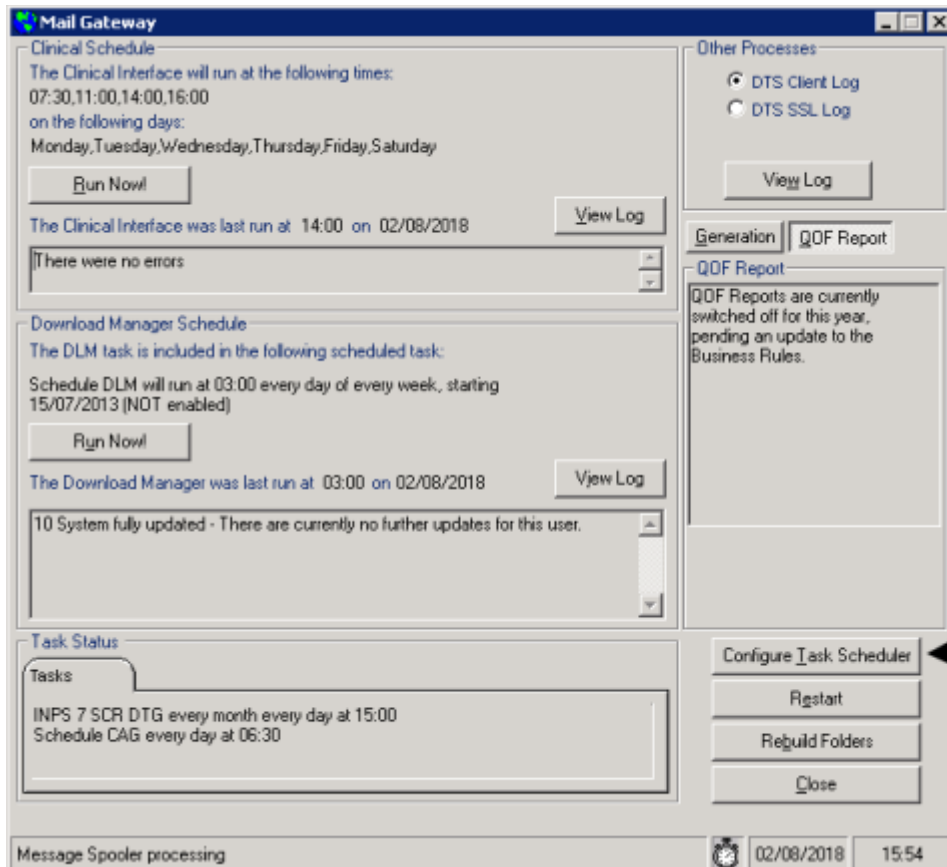 Mail Gateway
Clinical Schedule
The Clinical Interface will run at the following times:
07:30,11:00,14:00,16:00
on the following days:
Monday,Tuesday,Wednesday,Thursday,Friday,Saturday
Run Now!
View Log
The Clinical Interface was last run at 14:00 on 02/08/2018
There were no errors
Download Manager Schedule
The DLM task is included in the following scheduled task:
Schedule DLM will run at 03:00 every day of every week, starting
15/07/2013 (NOT enabled)
Run Now!
View Log
The Download Manager was last run at 03:00 on 02/08/2018
10 System fully updated - There are currently no further updates for this user.
Task Status
Tasks
INPS 7 SCR DTG every month every day at 15:00
Schedule CAG every day at 06:30
Other Processes
DTS Client Log
DTS SSL Log
View Log
Generation
QOF Report
QOF Report
QOF Reports are currently
switched off for this year,
pending an update to the
Business Rules.
Configure Task Scheduler
Restart
Rebuild Folders
Close
Message Spooler processing
02/08/2018
15:54